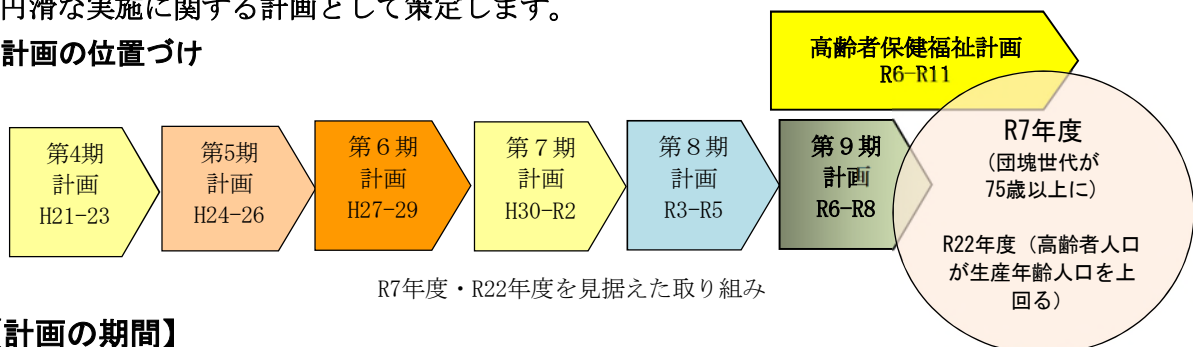 円滑な実施に関する計画として策定します。
計画の位置づけ
高齢者保健福祉計画
R6-R11
第4期
計画
H21-23
第5期
計画
H24-26
第６期
計画
H27-29
第７期
計画
H30-R2
第８期
計画
R3-R5
第９期
計画
R6-R8
R7年度
（団塊世代が
75歳以上に）
R22年度（高齢者人口
が生産年齢人口を上
回る）
R7年度・R22年度を見据えた取り組み
【計画の期間】